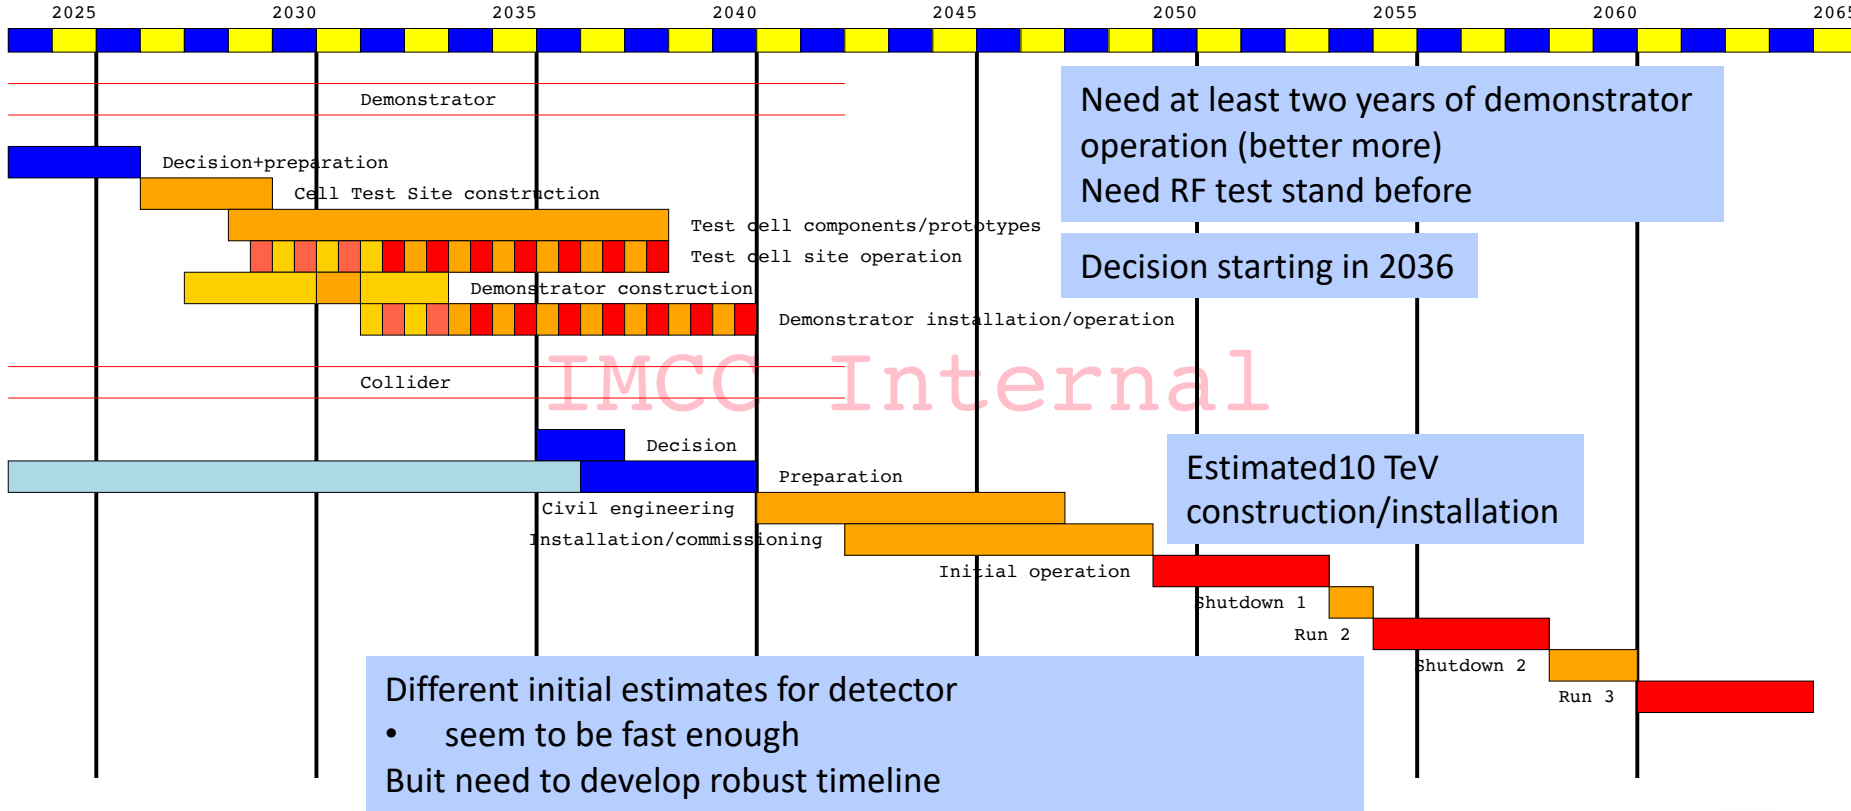 2025 2030 2035 2040 2045 2050 2055 2060 2065
Demonstrator
Need at least two years of demonstrator
operation (better more)
Need RF test stand before
Decision+preparation
Cell Test Site construction
Test cell components/prototypes
Test cell site operation
Decision starting in 2036
Demonstrator construction
Demonstrator installation/operation
IMCC Internal
Collider
Decision
Preparation
Estimated10 TeV
construction/installation
Civil engineering
Installation/commissioning
Initial operation
Shutdown 1
Run 2
Shutdown 2
Run 3
Different initial estimates for detector
• seem to be fast enough
Buit need to develop robust timeline